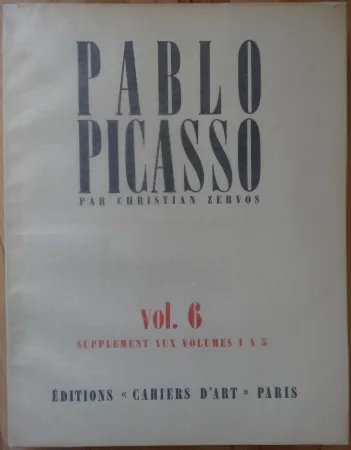 PABLO
PICASSO
PAR CHRISTIAN ZERVOS
vol. 6
SUPPLEMENT AUX VOLUMES 1 A 5
ÉDITIONS « CAHIERS D'ART » PARIS